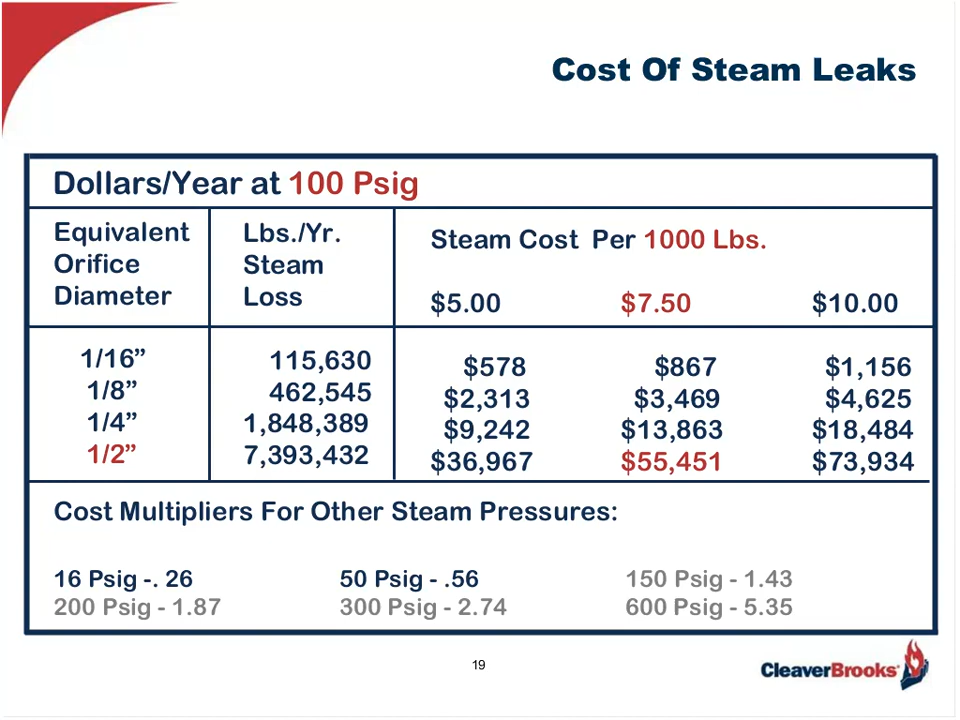 Cost Of Steam Leaks
Dollars/Year at 100 Psig
Equivalent
Orifice
Diameter
Lbs./Yr.
Steam
Loss
Steam Cost Per 1000 Lbs.
$5.00 $7.50 $10.00
1/16” 115,630 $578 $867 $1,156
1/8” 462,545 $2,313 $3,469 $4,625
1/4” 1,848,389 $9,242 $13,863 $18,484
1/2” 7,393,432 $36,967 $55,451 $73,934
Cost Multipliers For Other Steam Pressures:
16 Psig -. 26 50 Psig - .56 150 Psig - 1.43
200 Psig - 1.87 300 Psig - 2.74 600 Psig - 5.35
19
CleaverBrooks